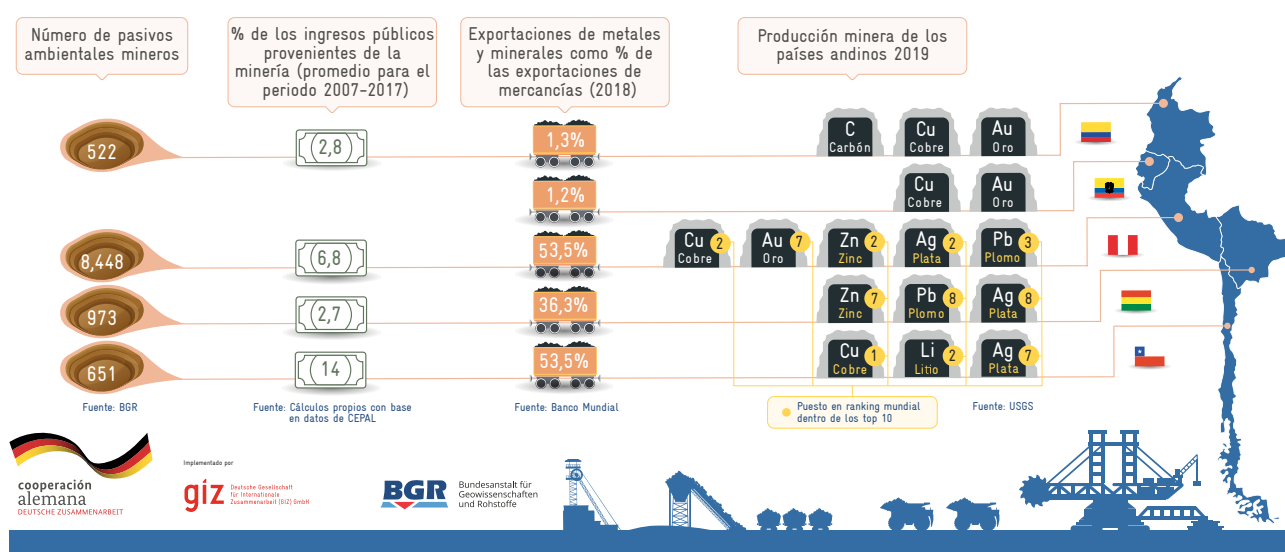 Número de pasivos
ambientales mineros
% de los ingresos públicos
provenientes de la
minería (promedio para el
periodo 2007-2017)
Exportaciones de metales
y minerales como % de
las exportaciones de
mercancías (2018)
Producción minera de los
países andinos 2019
522
2,8
1,3%
C
Carbón
Cu
Cobre
Au
Oro
1,2%
Cu
Cobre
Au
Oro
8,448
6,8
53,5%
Cu 2
Cobre
Au 7
Oro
Zn 2
Zinc
Ag 2
Plata
Pb 3
Plomo
973
2,7
36,3%
Zn 7
Zinc
Pb 8
Plomo
Ag 8
Plata
651
14
53,5%
Cu 1
Cobre
Li 2
Litio
Ag 7
Plata
Fuente: BGR
Fuente: Cálculos propios con base
en datos de CEPAL
Fuente: Banco Mundial
Puesto en ranking mundial
dentro de los top 10
Fuente: USGS
cooperación
alemana
DEUTSCHE ZUSAMMENARBEIT
Implementado por
giz
Deutsche Gesellschaft
für Internationale
Zusammenarbeit (GIZ) GmbH
BGR
Bundesanstalt für
Geowissenschaften
und Rohstoffe